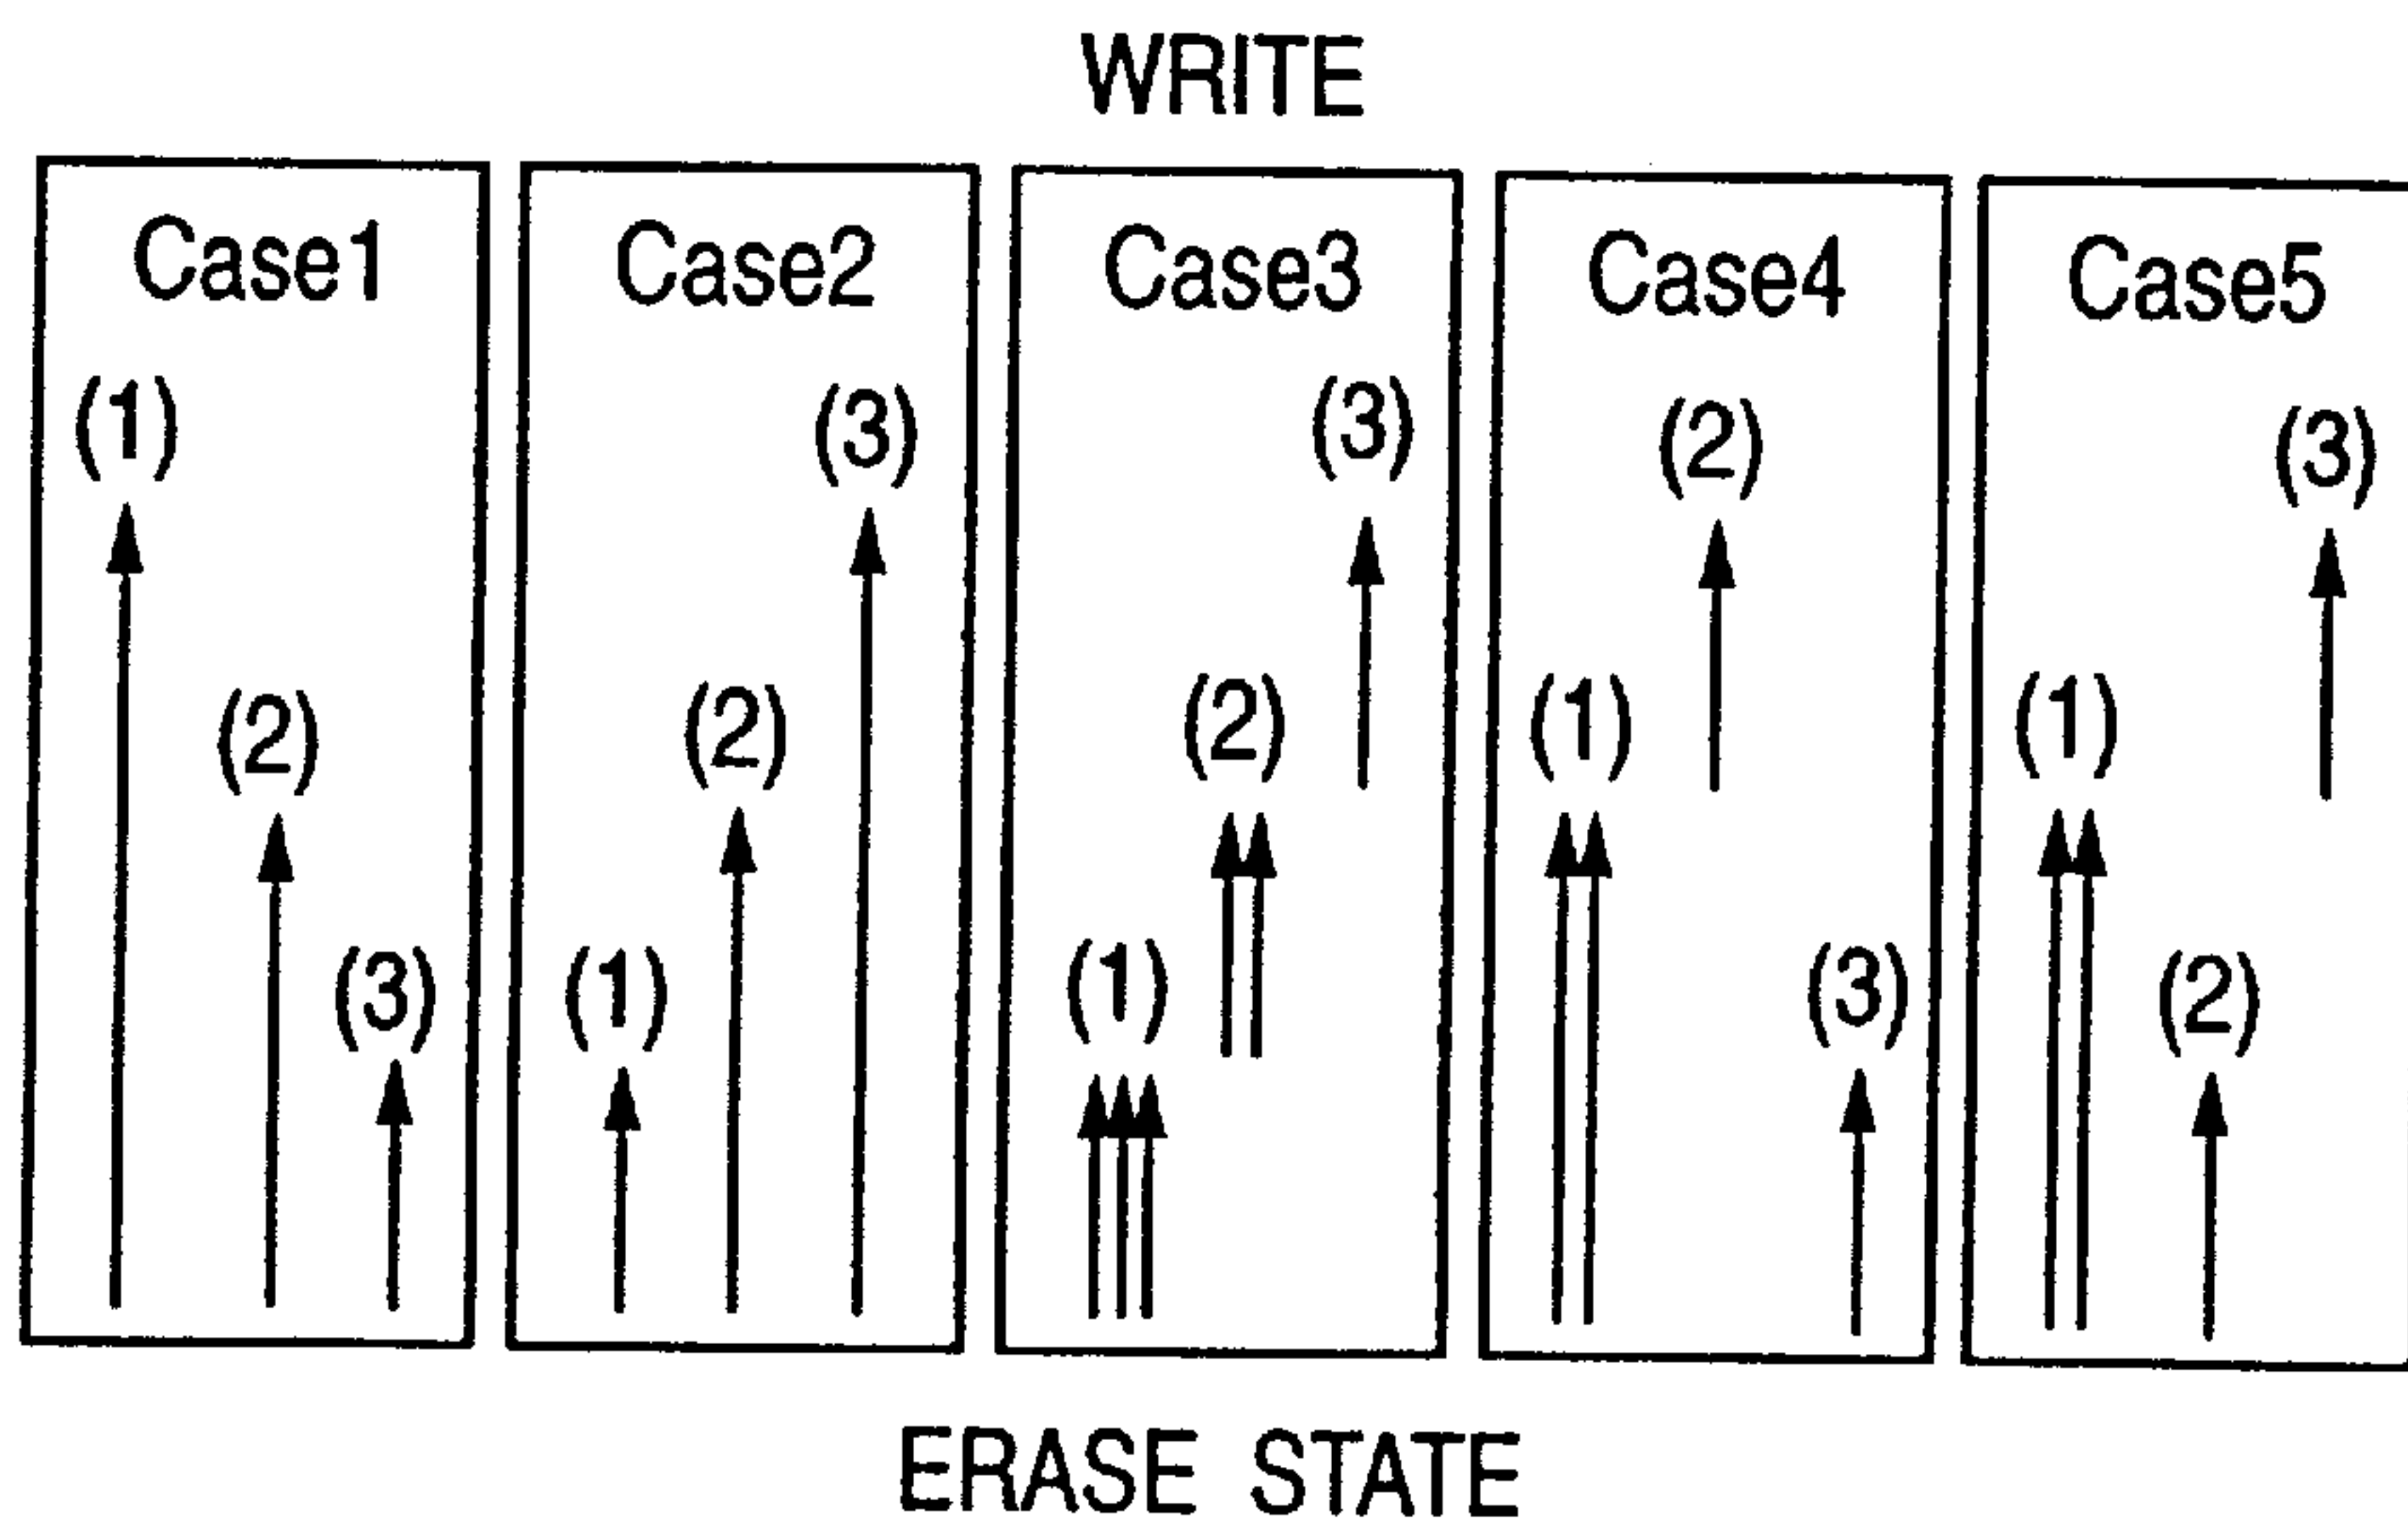 WRITE
Case1 Case2 Case3 Case4 Case5
(1) (3) (3) (2) (3)
(2) (2) (2) (1) (1)
(3) (1) (1) (3) (2)
ERASE STATE